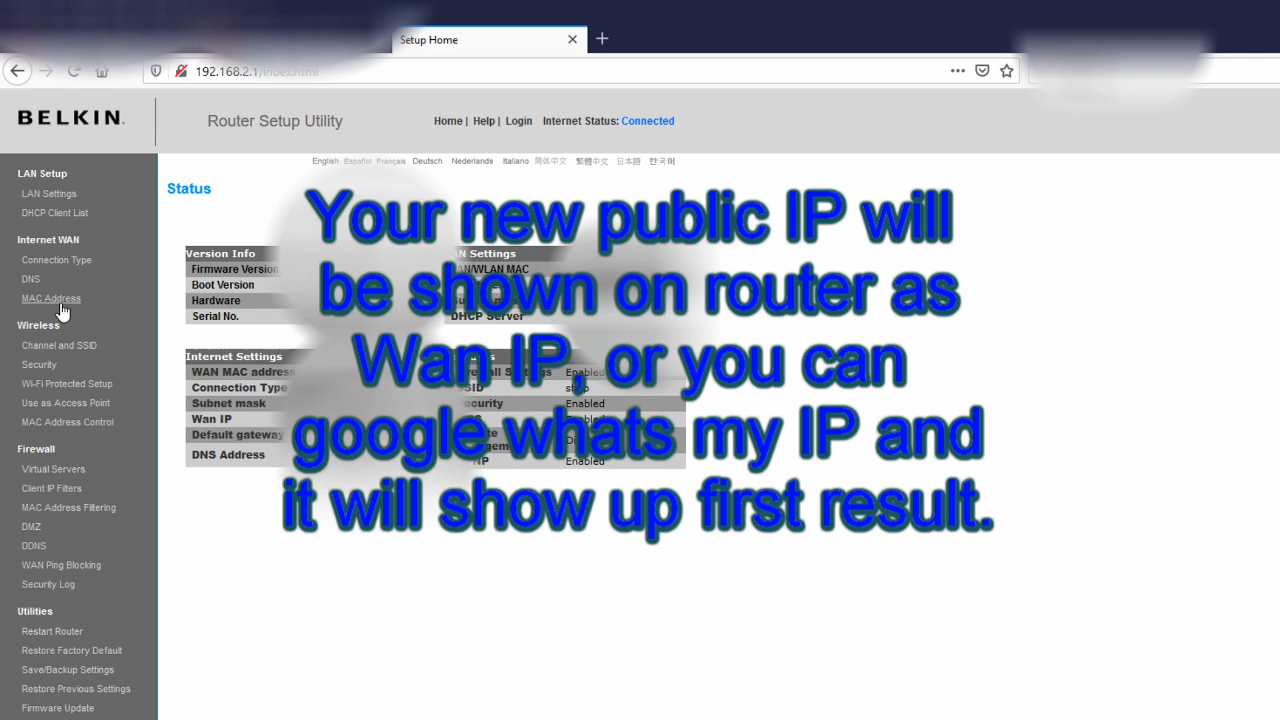 Setup Home
192.168.2.1/index.html
BELKIN.
Router Setup Utility
Home | Help | Login Internet Status: Connected
English Español Français Deutsch Nederlands Italiano 简体中文 繁體中文 日本語 한국어
LAN Setup
LAN Settings
DHCP Client List
Internet WAN
Connection Type
DNS
MAC Address
Wireless
Channel and SSID
Security
Wi-Fi Protected Setup
Use as Access Point
MAC Address Control
Firewall
Virtual Servers
Client IP Filters
MAC Address Filtering
DMZ
DDNS
WAN Ping Blocking
Security Log
Utilities
Restart Router
Restore Factory Default
Save/Backup Settings
Restore Previous Settings
Firmware Update
Status
Version Info
Firmware Version
Boot Version
Hardware
Serial No.
Settings
MAC
DHCP Server
Internet Settings
WAN MAC address
Connection Type
Subnet mask
Wan IP
Default gateway
DNS Address
Enabled
Enabled
Enabled
Your new public IP will
be shown on router as
Wan IP, or you can
google whats my IP and
it will show up first result.